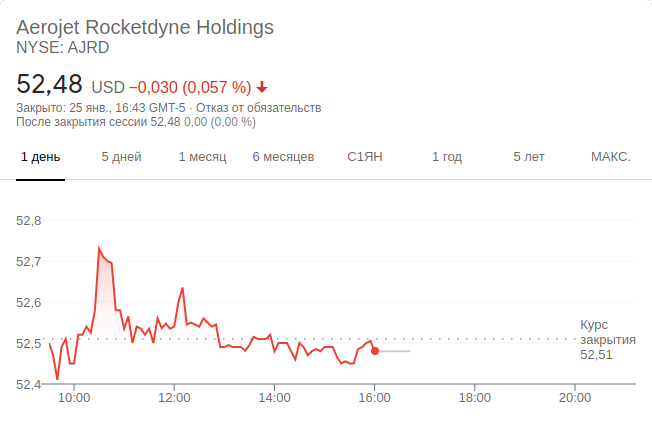 Aerojet Rocketdyne Holdings
NYSE: AJRD
52,48 USD −0,030 (0,057 %)
Закрыто: 25 янв., 16:43 GMT-5 · Отказ от обязательств
После закрытия сессии 52,48 0,00 (0,00 %)
1 день 5 дней 1 месяц 6 месяцев С1ЯН 1 год 5 лет МАКС.
52,8
52,7
52,6
52,5
52,4
Курс
закрытия
52,51
10:00 12:00 14:00 16:00 18:00 20:00